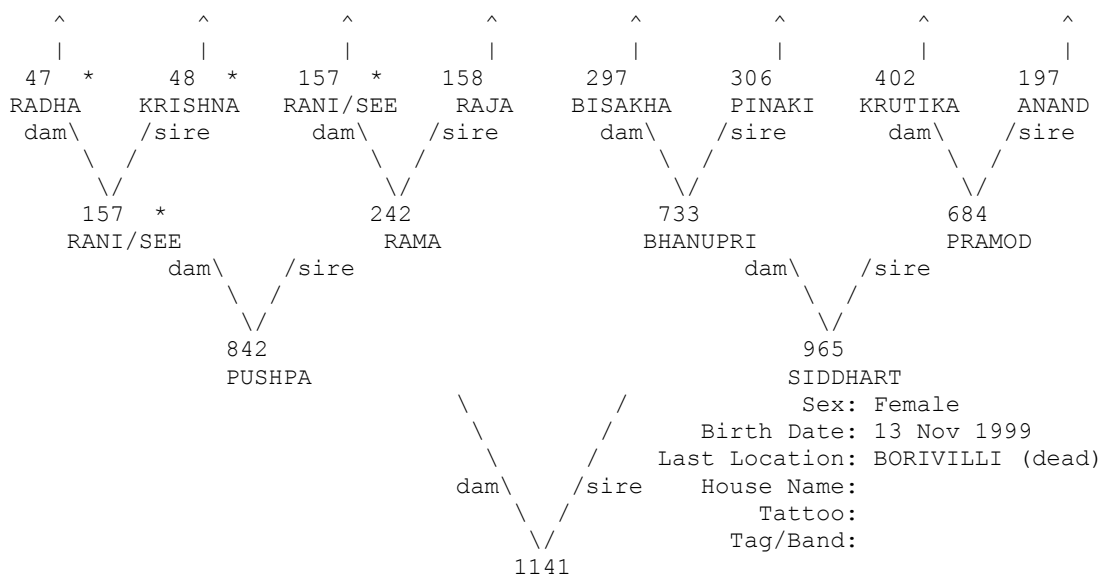 ^ ^ ^ ^ ^ ^ ^ ^
| | | | | | | |
47 * 48 * 157 * 158 297 306 402 197
RADHA KRISHNA RANI/SEE RAJA BISAKHA PINAKI KRUTIKA ANAND
dam\ /sire dam\ /sire dam\ /sire dam\ /sire
\ / \ / \ / \ /
\/ \/ \/ \/
157 * 242 733 684
RANI/SEE RAMA BHANUPRI PRAMOD
dam\ /sire dam\ /sire
\ / \ /
\/ \/
842 965
PUSHPA SIDDHART
\ / Sex: Female
\ / Birth Date: 13 Nov 1999
\ / Last Location: BORIVILLI (dead)
dam\ /sire House Name:
\ / Tattoo:
\/ Tag/Band:
1141